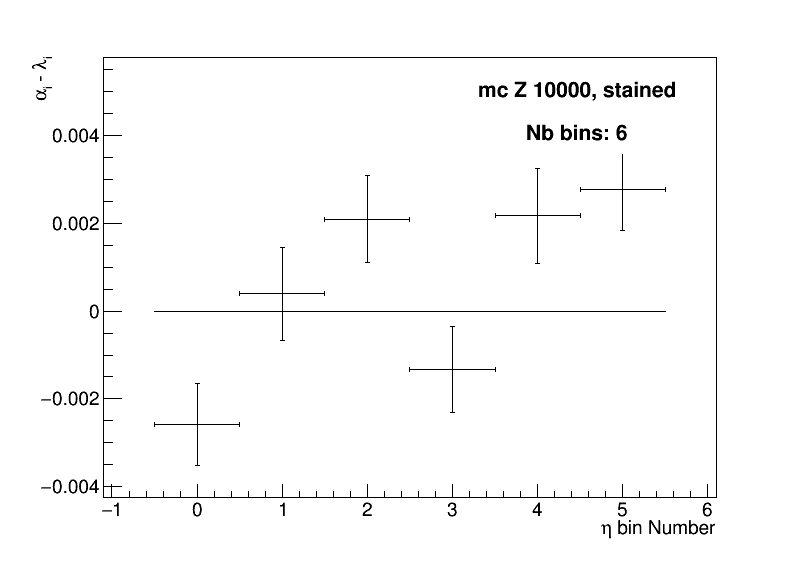 αi - λi
mc Z 10000, stained
Nb bins: 6
0.004
0.002
0
−0.002
−0.004
−1 0 1 2 3 4 5 6
η bin Number